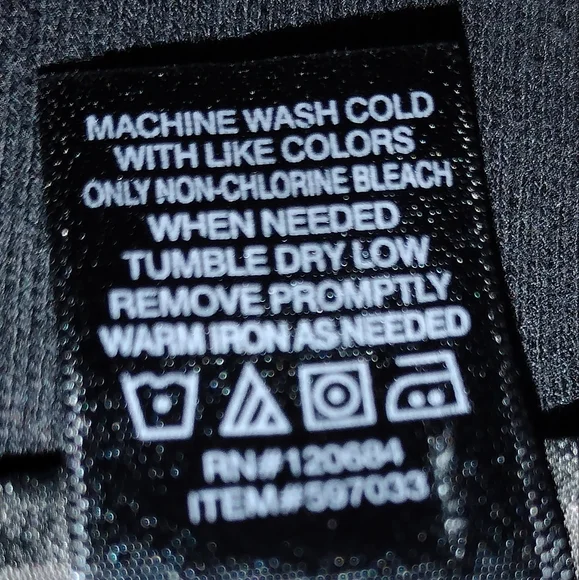 MACHINE WASH COLD
WITH LIKE COLORS
ONLY NON-CHLORINE BLEACH
WHEN NEEDED
TUMBLE DRY LOW
REMOVE PROMPTLY
WARM IRON AS NEEDED
RN#120684
ITEM#597033